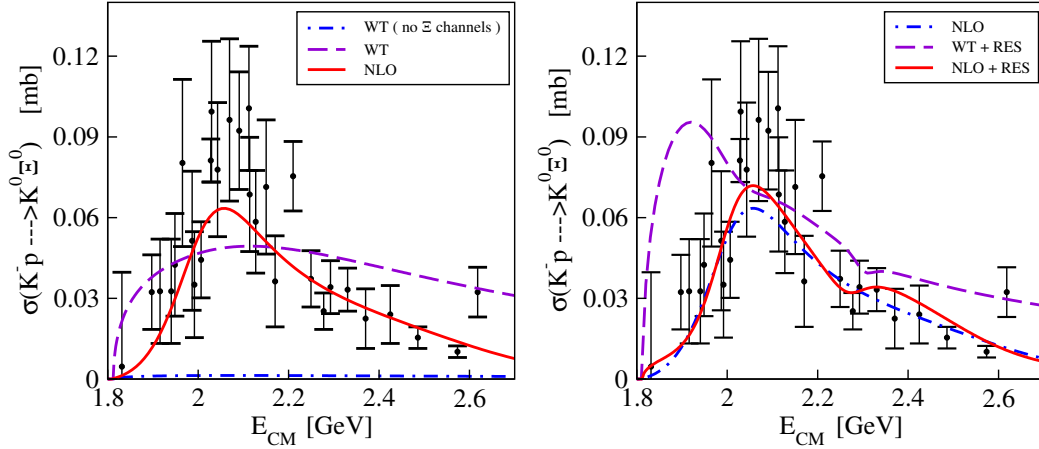 WT ( no Ξ channels )
WT
NLO
σ(K⁻p --->K⁰Ξ⁰) [mb]
0.12
0.09
0.06
0.03
0
1.8
2
2.2
2.4
2.6
E_CM [GeV]
NLO
WT + RES
NLO + RES
σ(K⁻p --->K⁰Ξ⁰) [mb]
0.12
0.09
0.06
0.03
0
1.8
2
2.2
2.4
2.6
E_CM [GeV]